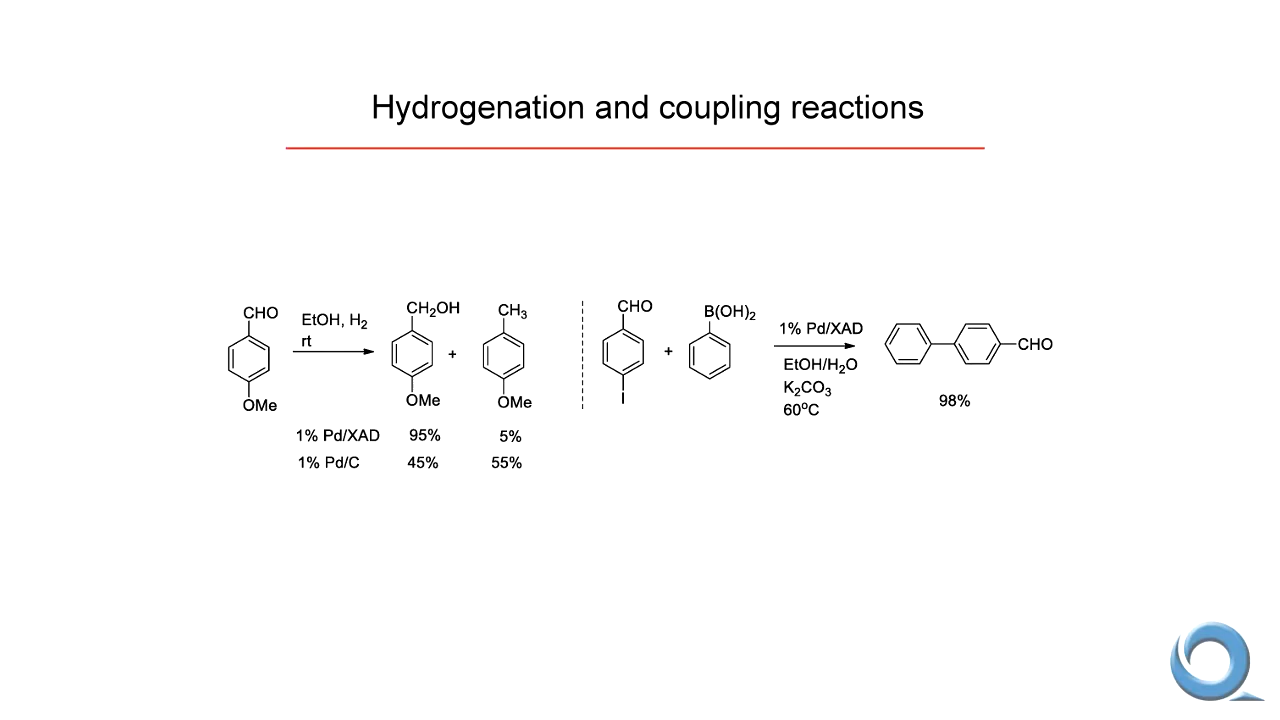 Hydrogenation and coupling reactions
CHO
OMe
EtOH, H₂
rt
CH₂OH
OMe
+
CH₃
OMe
1% Pd/XAD 95% 5%
1% Pd/C 45% 55%
CHO
I
+
B(OH)₂
1% Pd/XAD
EtOH/H₂O
K₂CO₃
60°C
CHO
98%